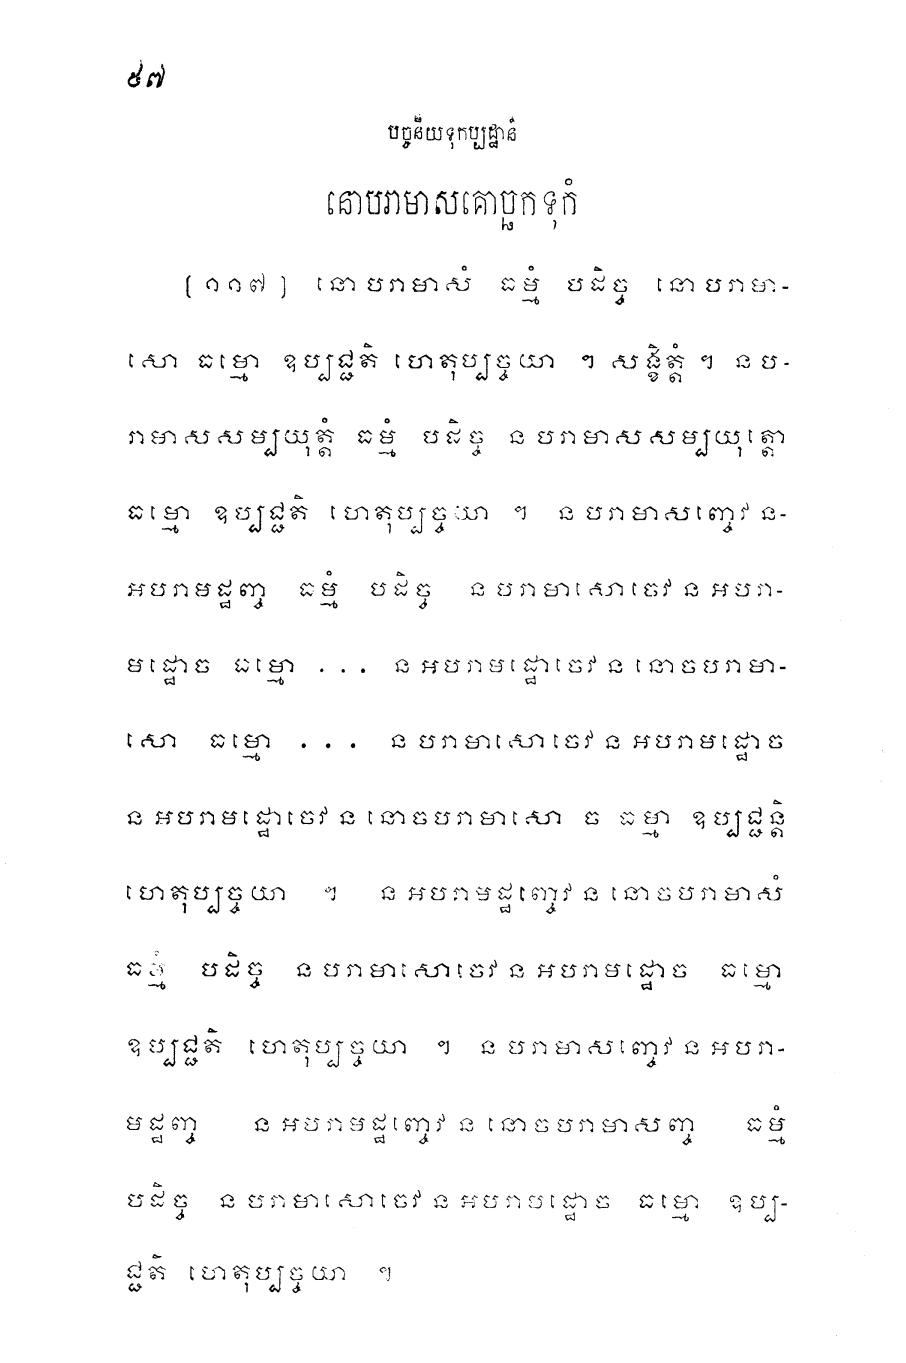 ៥៧
បច្ចនីយទុកប្បដ្ឋានំ
នោបរាមាសគោច្ឆកទុកំ
[១១៧] នោបរាមាសំ ធម្មំ បដិច្ច នោបរាមា-
សោ ធម្មោ ឧប្បជ្ជតិ ហេតុប្បច្ចយា ។ សង្ខិត្តំ ។ នប-
រាមាសសម្បយុត្តំ ធម្មំ បដិច្ច នបរាមាសសម្បយុត្តោ
ធម្មោ ឧប្បជ្ជតិ ហេតុប្បច្ចយា ។ នបរាមាសញ្ចេវន-
អបរាមដ្ឋញ្ច ធម្មំ បដិច្ច នបរាមាសោចេវនអបរា-
មដ្ឋោច ធម្មោ ... នអបរាមដ្ឋោចេវននោចបរាមា-
សោ ធម្មោ ... នបរាមាសោចេវនអបរាមដ្ឋោច
នអបរាមដ្ឋោចេវននោចបរាមាសោ ច ធម្មា ឧប្បជ្ជន្តិ
ហេតុប្បច្ចយា ។ នអបរាមដ្ឋញ្ចេវននោចបរាមាសំ
ធម្មំ បដិច្ច នបរាមាសោចេវនអបរាមដ្ឋោច ធម្មោ
ឧប្បជ្ជតិ ហេតុប្បច្ចយា ។ នបរាមាសញ្ចេវនអបរា-
មដ្ឋញ្ច នអបរាមដ្ឋញ្ចេវននោចបរាមាសញ្ច ធម្មំ
បដិច្ច នបរាមាសោចេវនអបរាបដ្ឋោច ធម្មោ ឧប្ប-
ជ្ជតិ ហេតុប្បច្ចយា ។